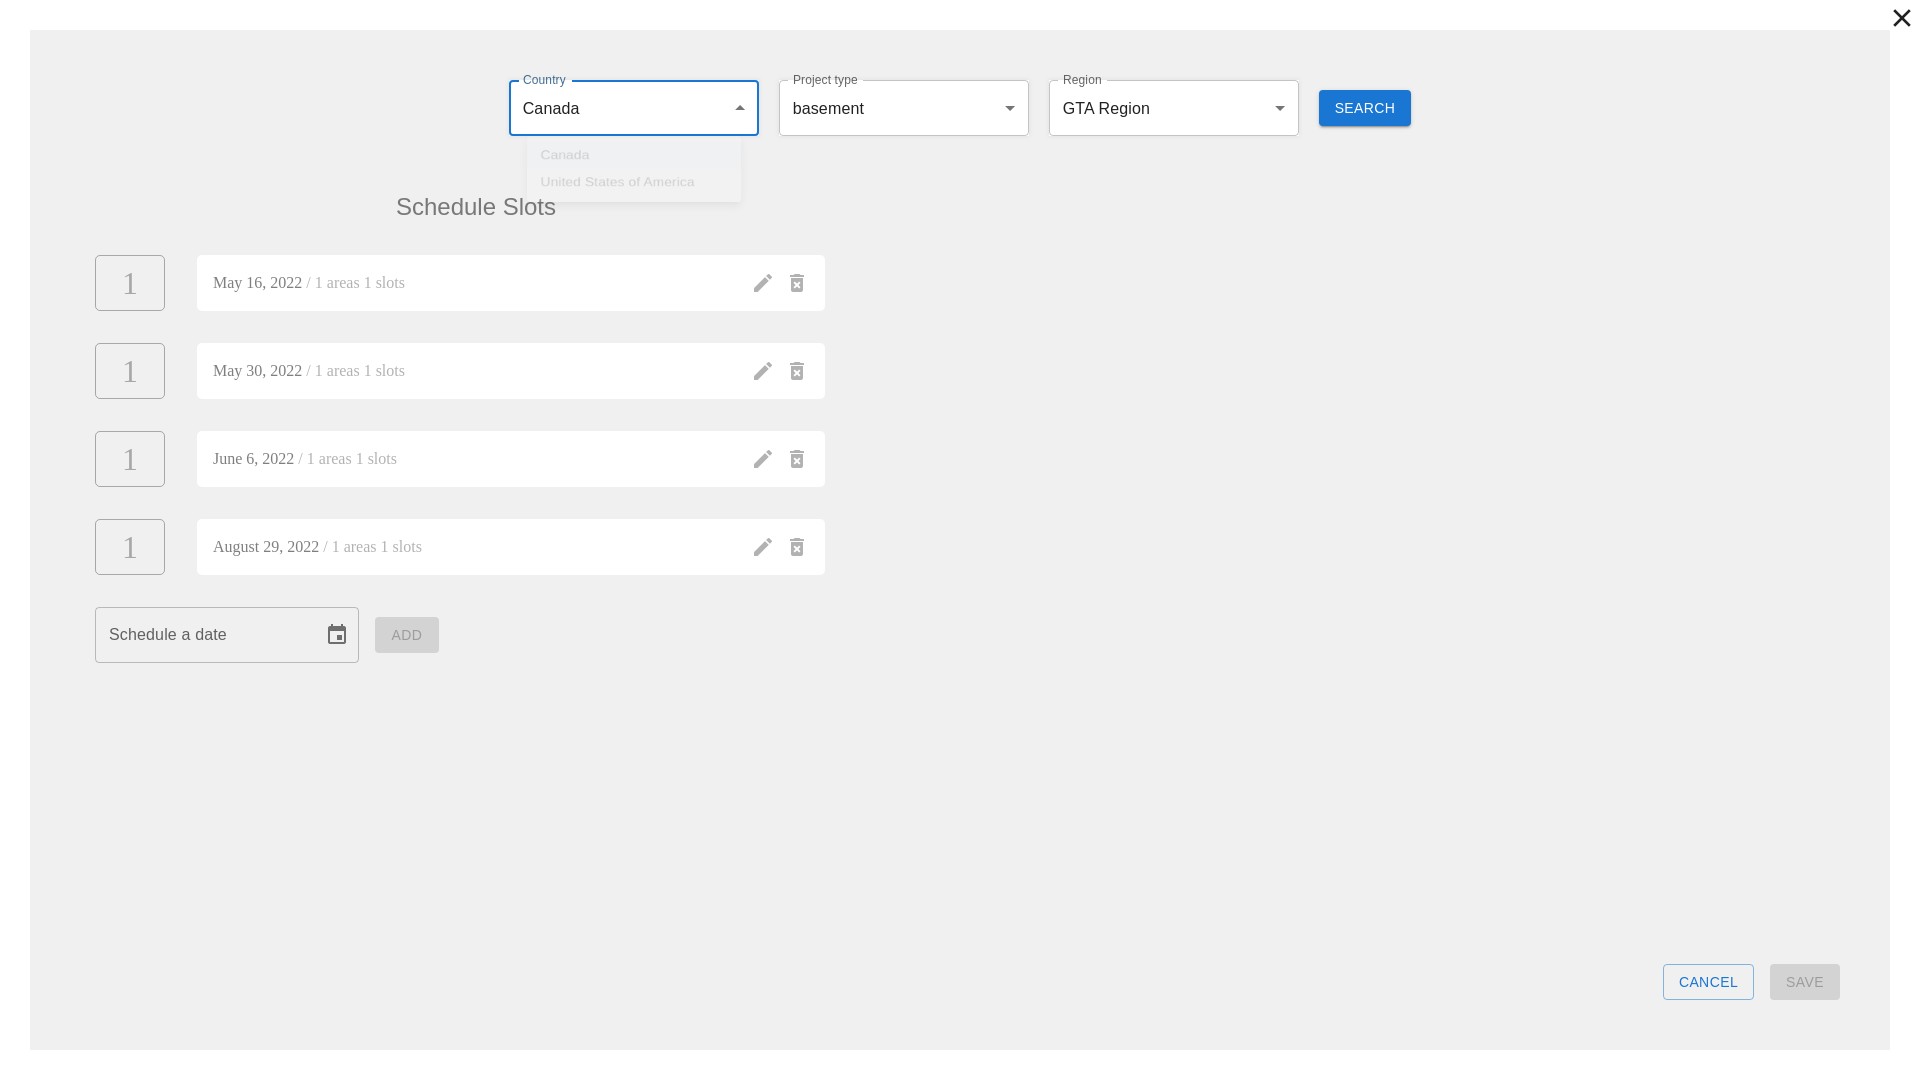 Country
Project type
Region
Canada
basement
GTA Region
SEARCH
Canada
United States of America
Schedule Slots
1
May 16, 2022 / 1 areas 1 slots
1
May 30, 2022 / 1 areas 1 slots
1
June 6, 2022 / 1 areas 1 slots
1
August 29, 2022 / 1 areas 1 slots
Schedule a date
ADD
CANCEL
SAVE